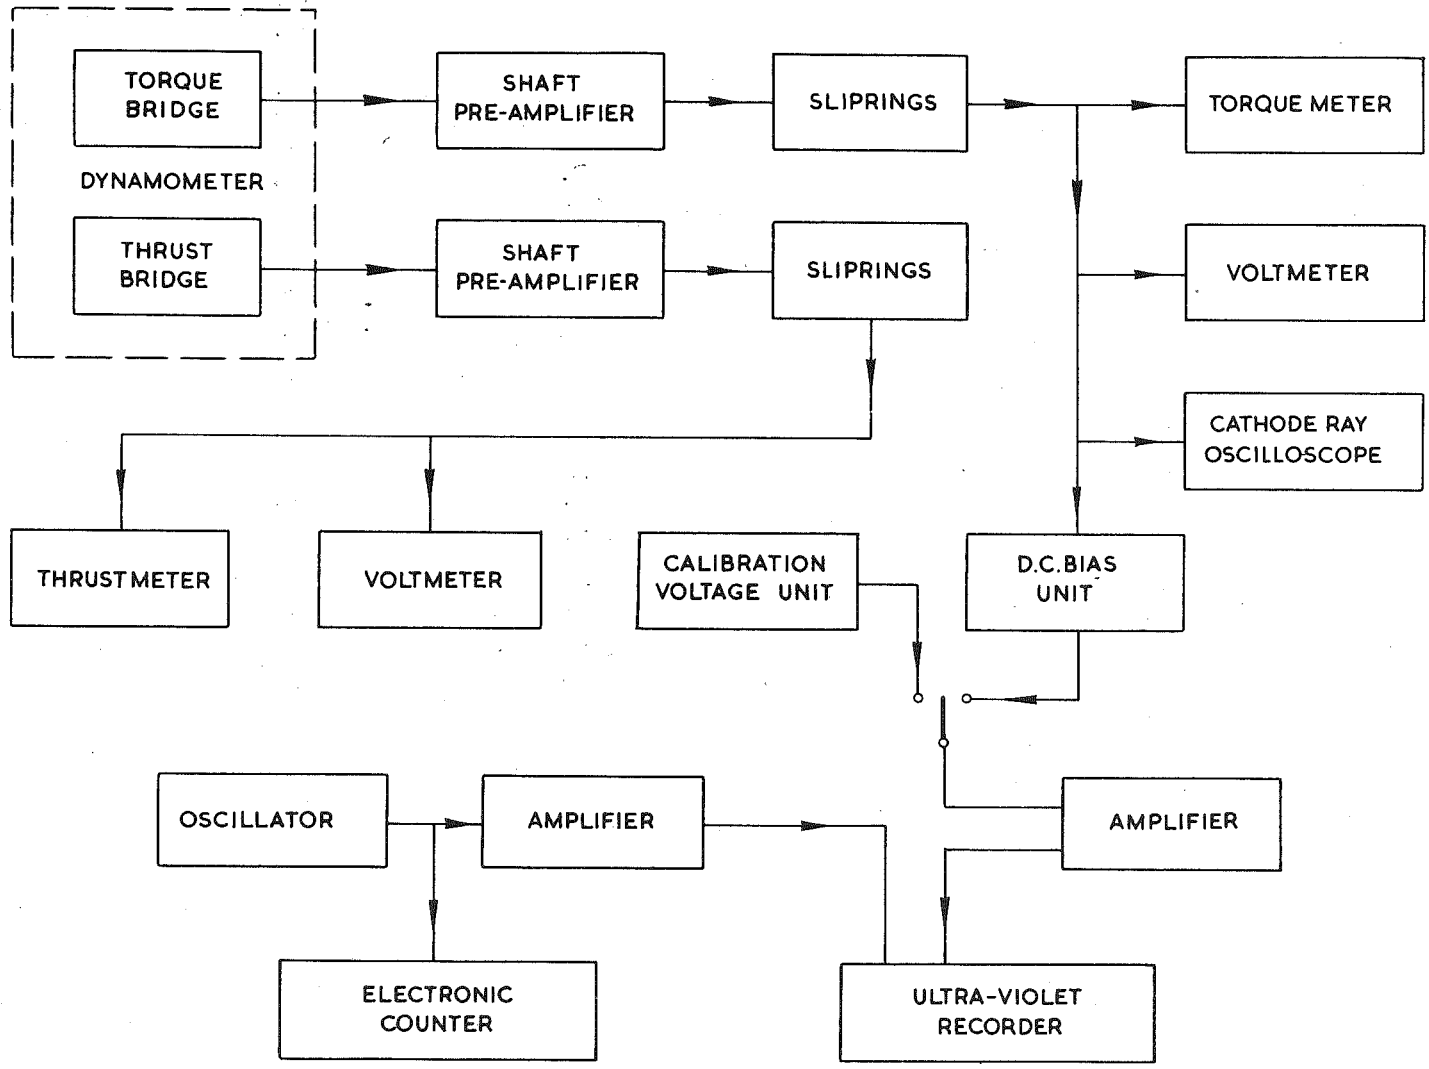 TORQUE
BRIDGE
SHAFT
PRE-AMPLIFIER
SLIPRINGS
TORQUE METER
DYNAMOMETER
THRUST
BRIDGE
SHAFT
PRE-AMPLIFIER
SLIPRINGS
VOLTMETER
CATHODE RAY
OSCILLOSCOPE
THRUSTMETER
VOLTMETER
CALIBRATION
VOLTAGE UNIT
D.C. BIAS
UNIT
OSCILLATOR
AMPLIFIER
AMPLIFIER
ELECTRONIC
COUNTER
ULTRA-VIOLET
RECORDER